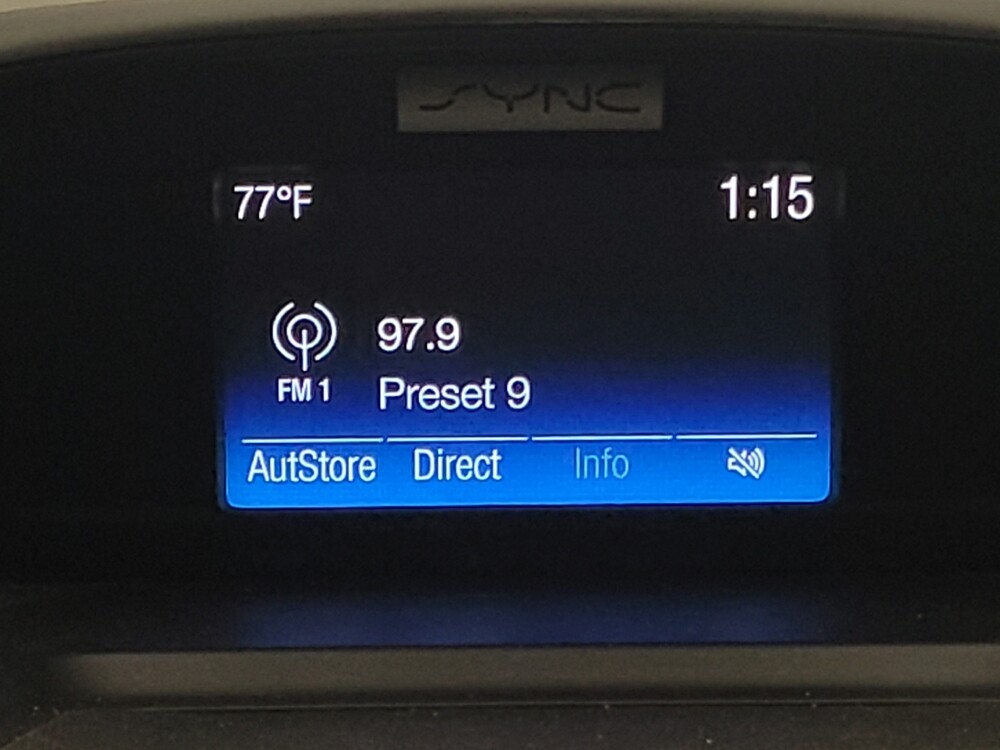 SYNC
77°F
1:15
97.9
FM 1
Preset 9
AutStore Direct Info